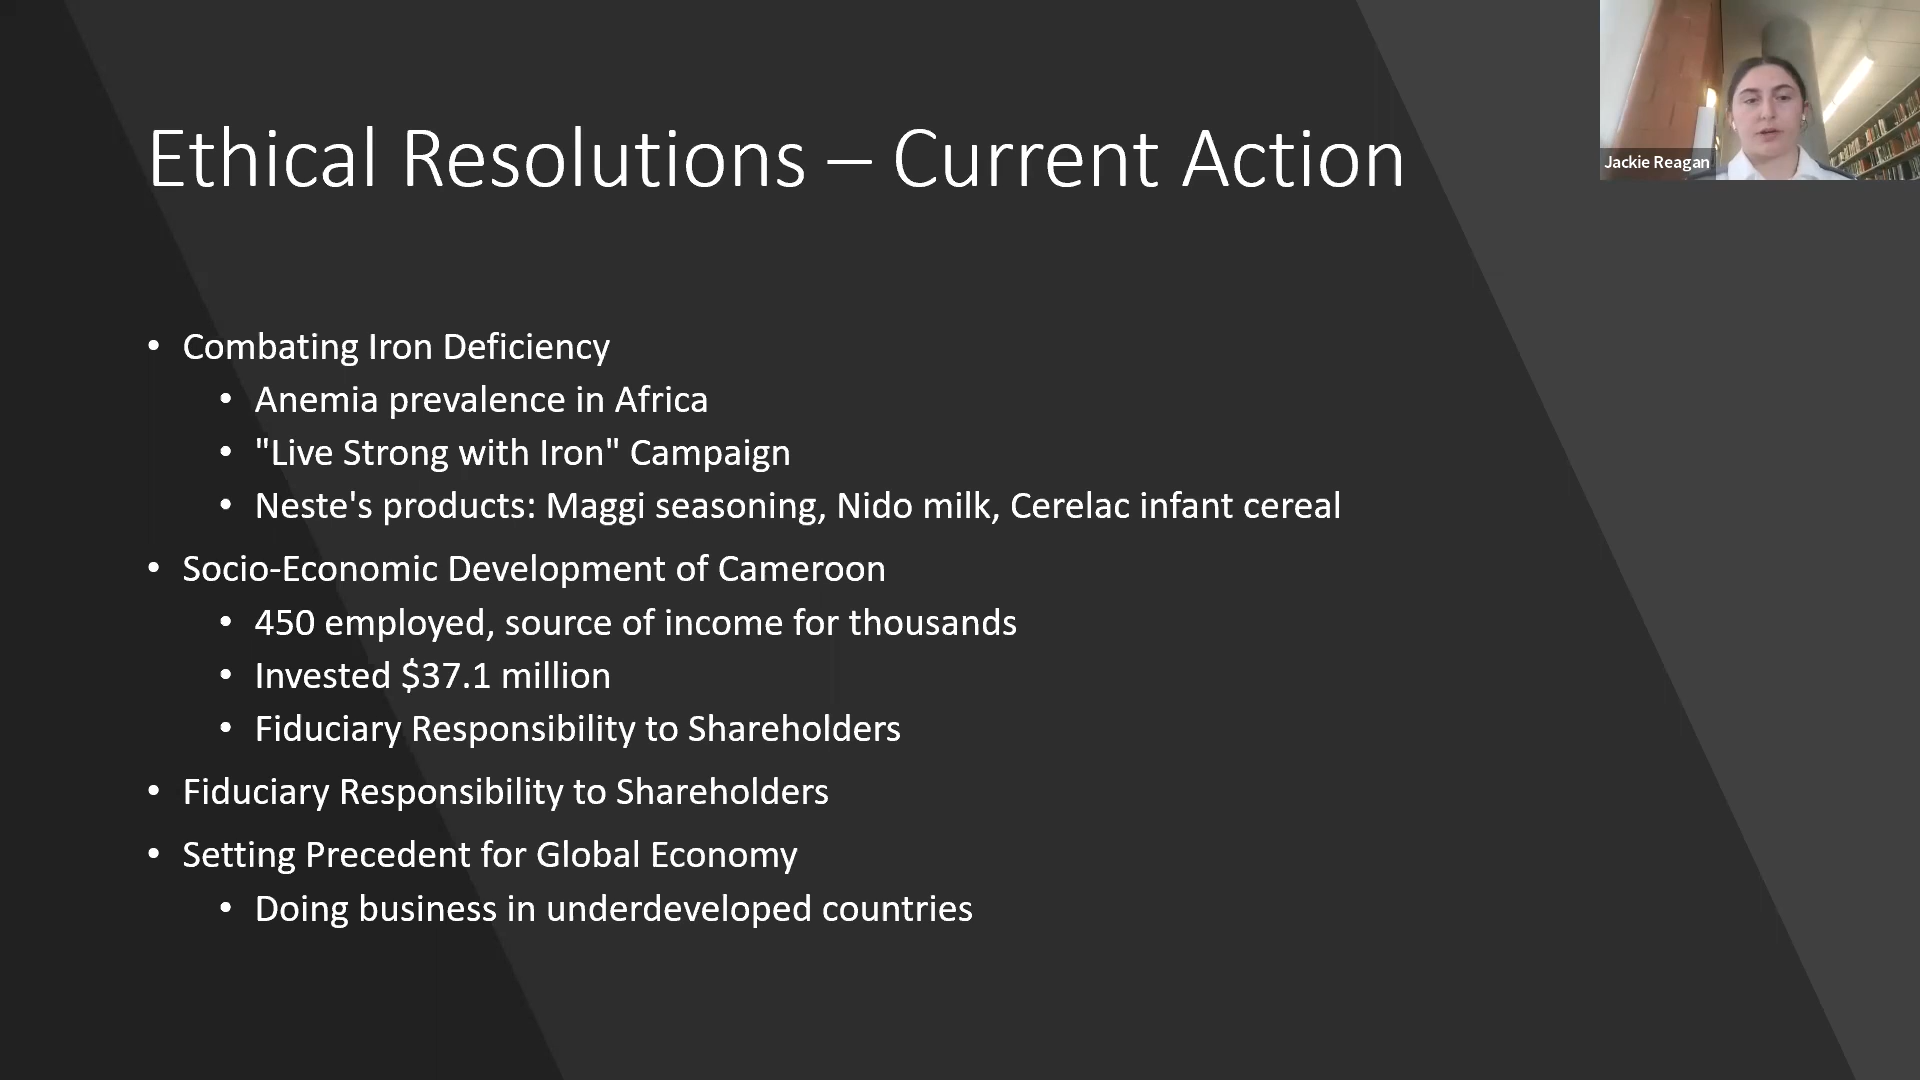 Ethical Resolutions – Current Action
Jackie Reagan
• Combating Iron Deficiency
• Anemia prevalence in Africa
• "Live Strong with Iron" Campaign
• Neste's products: Maggi seasoning, Nido milk, Cerelac infant cereal
• Socio-Economic Development of Cameroon
• 450 employed, source of income for thousands
• Invested $37.1 million
• Fiduciary Responsibility to Shareholders
• Fiduciary Responsibility to Shareholders
• Setting Precedent for Global Economy
• Doing business in underdeveloped countries